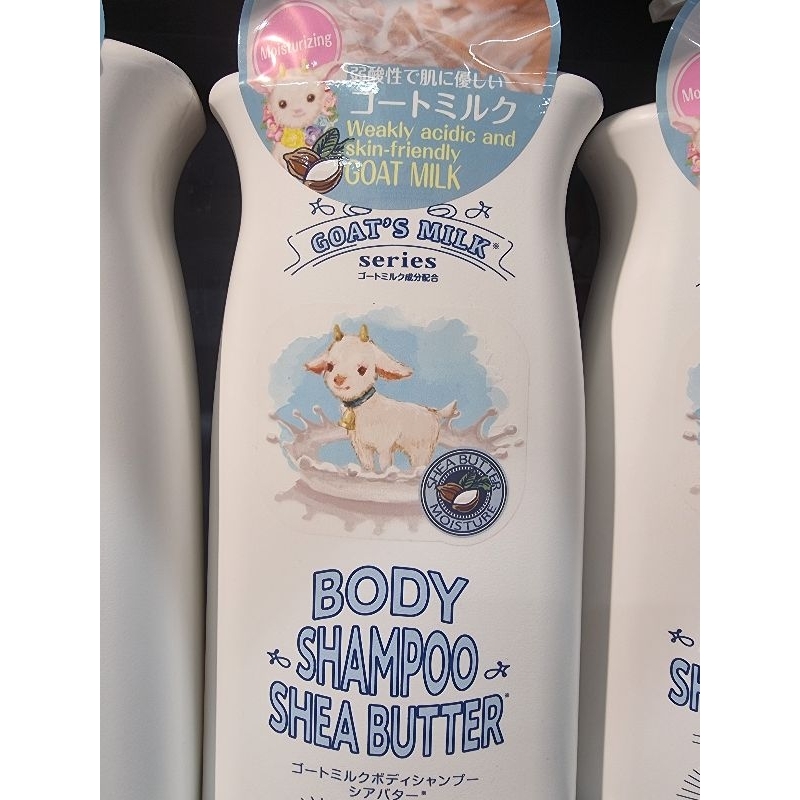 Moisturizing
弱酸性で肌に優しい
ゴートミルク
Weakly acidic and
skin-friendly
GOAT MILK
GOAT'S MILK※
series
ゴートミルク成分配合
SHEA BUTTER
MOISTURE
BODY
SHAMPOO
SHEA BUTTER※
ゴートミルクボディシャンプー
シアバター※
Mo
SH